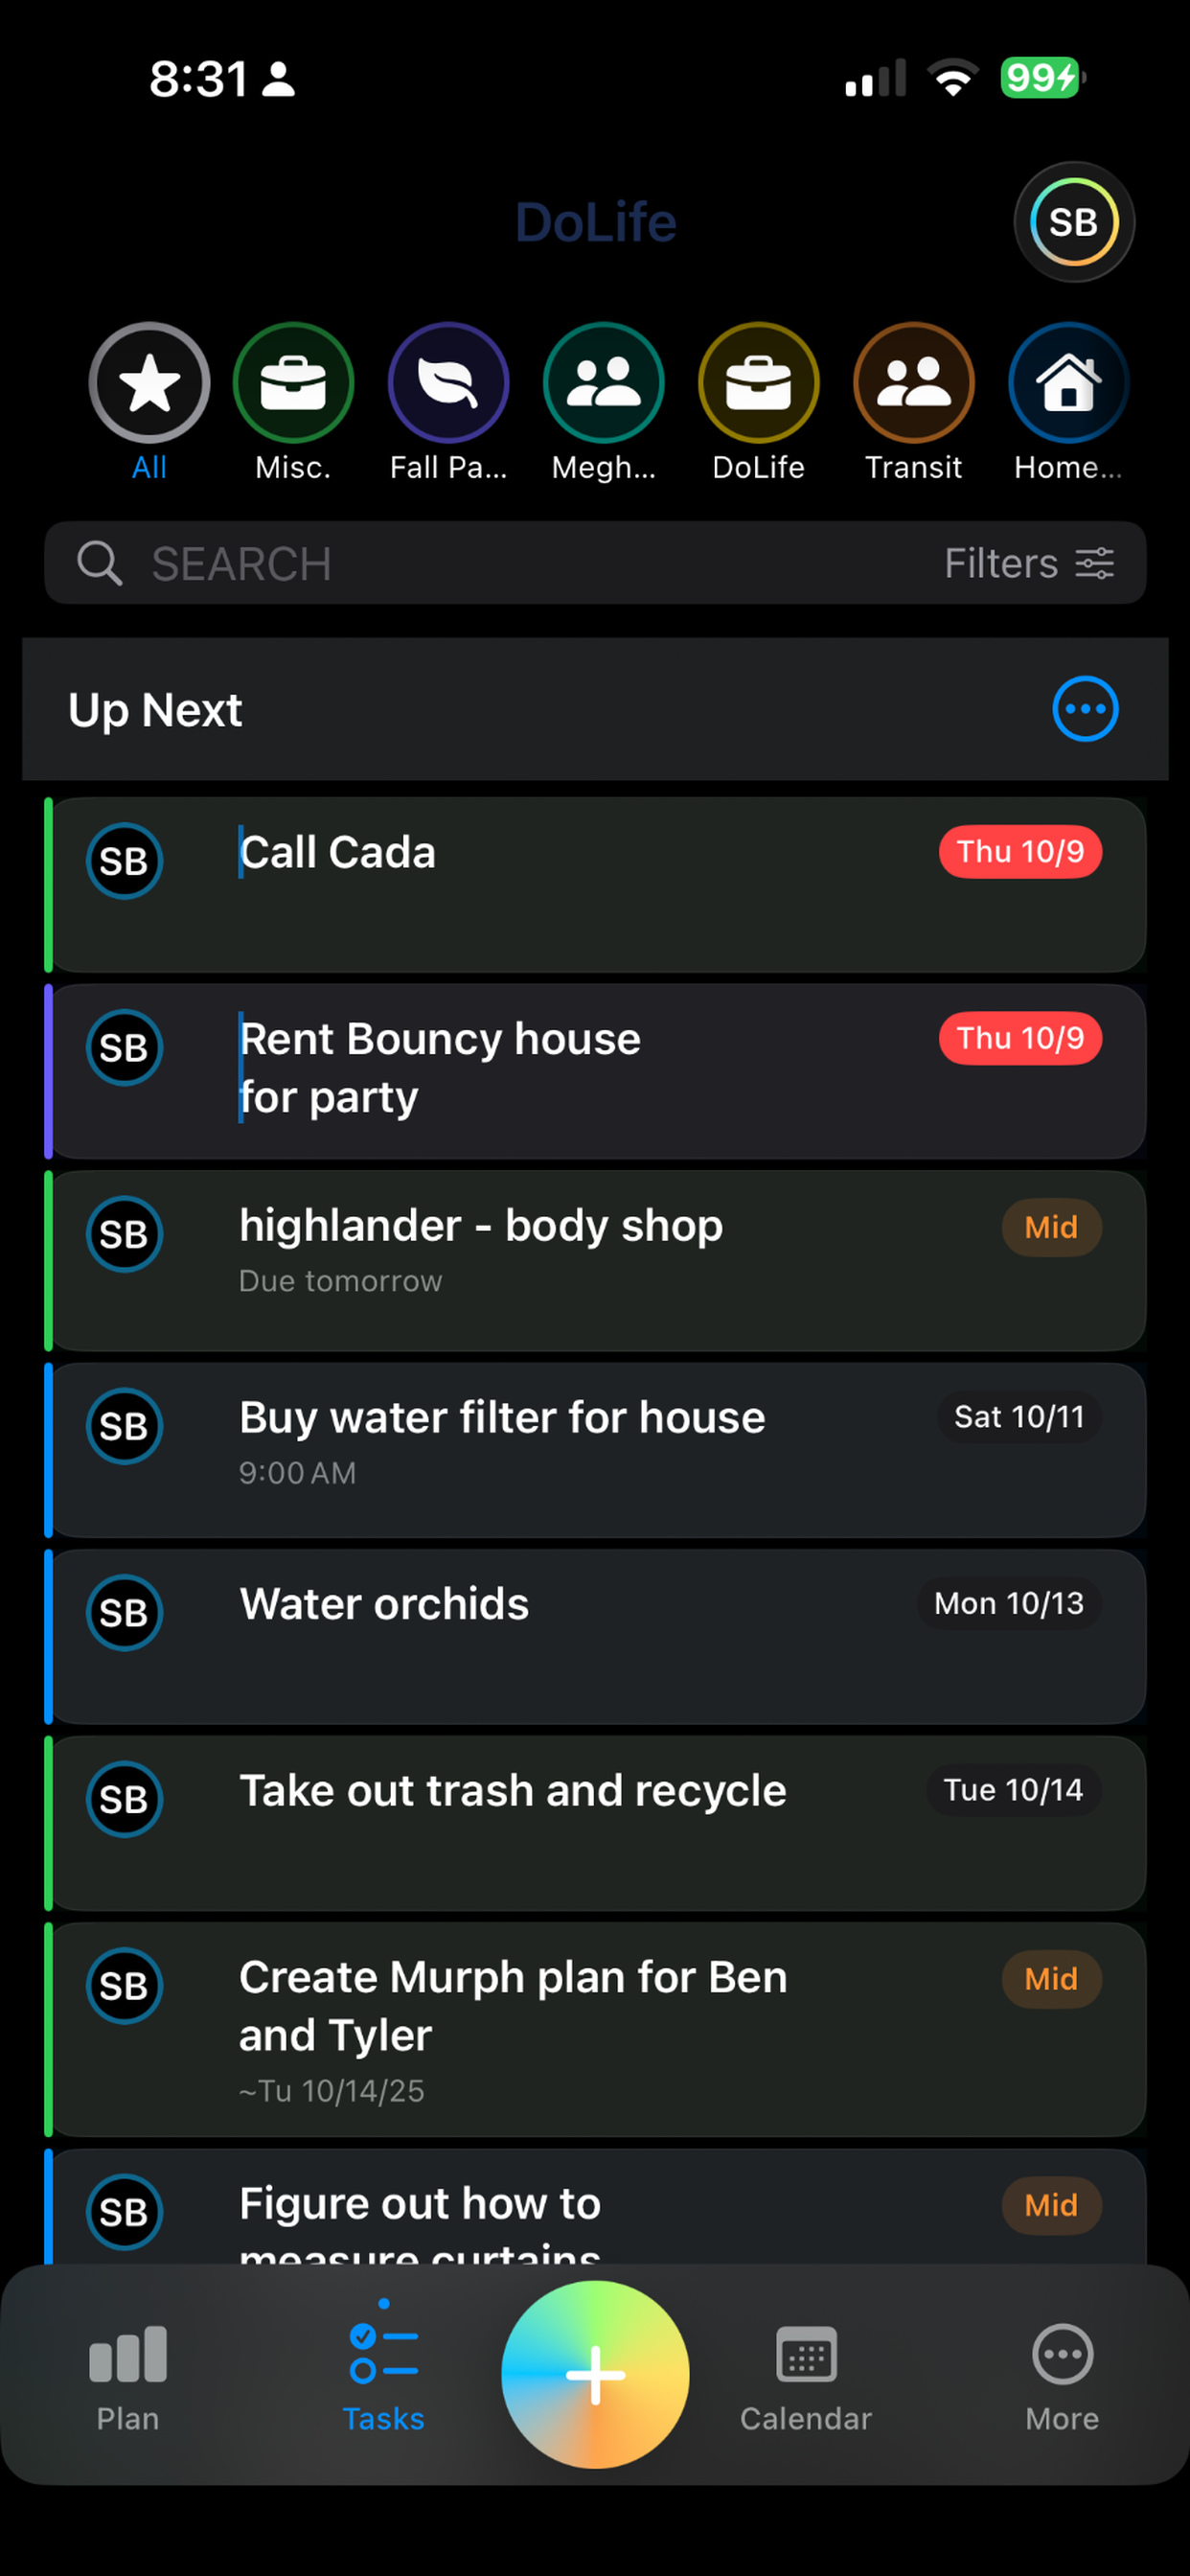 8:31
99
DoLife
SB
All
Misc.
Fall Pa...
Megh...
DoLife
Transit
Home...
SEARCH
Filters
Up Next
SB
Call Cada
Thu 10/9
SB
Rent Bouncy house
for party
Thu 10/9
SB
highlander - body shop
Mid
Due tomorrow
SB
Buy water filter for house
Sat 10/11
9:00 AM
SB
Water orchids
Mon 10/13
SB
Take out trash and recycle
Tue 10/14
SB
Create Murph plan for Ben
and Tyler
Mid
~Tu 10/14/25
SB
Figure out how to
measure curtains
Mid
Plan
Tasks
Calendar
More